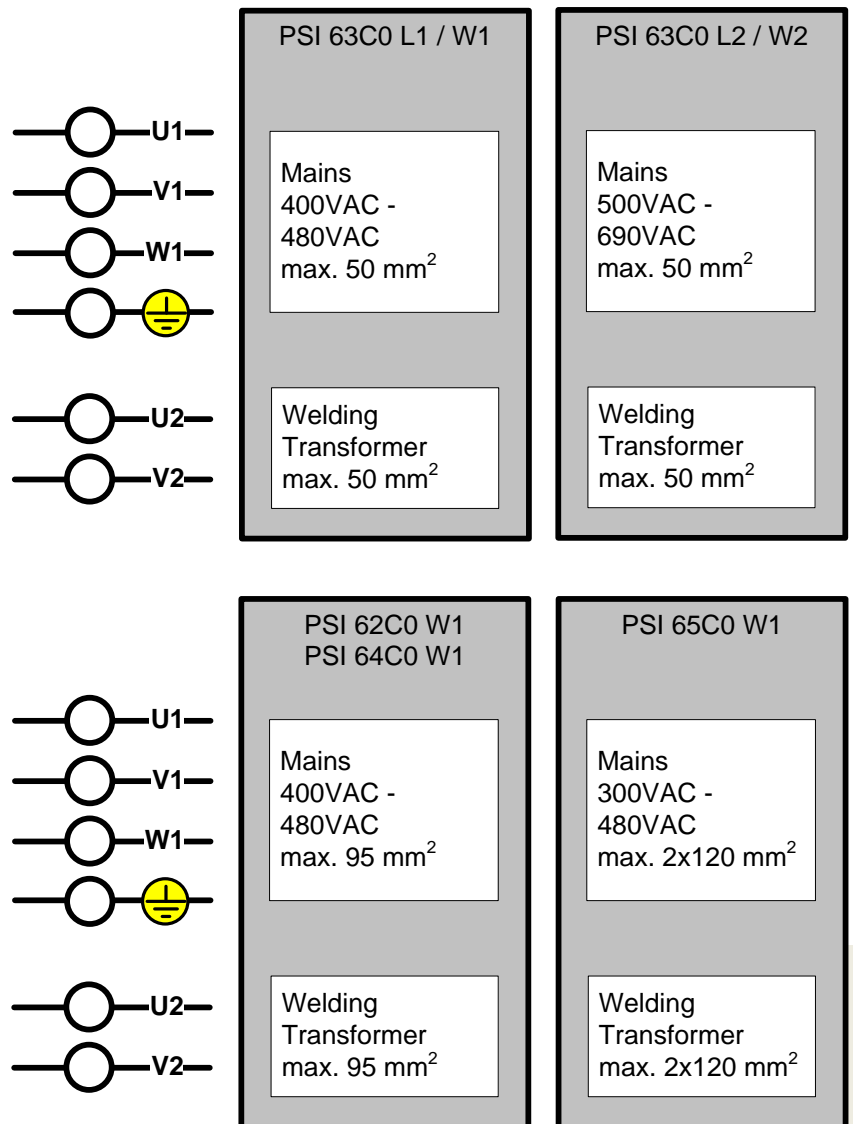 PSI 63C0 L1 / W1
PSI 63C0 L2 / W2
U1
V1
W1
U2
V2
Mains
400VAC -
480VAC
max. 50 mm²
Welding
Transformer
max. 50 mm²
Mains
500VAC -
690VAC
max. 50 mm²
Welding
Transformer
max. 50 mm²
PSI 62C0 W1
PSI 64C0 W1
PSI 65C0 W1
U1
V1
W1
U2
V2
Mains
400VAC -
480VAC
max. 95 mm²
Welding
Transformer
max. 95 mm²
Mains
300VAC -
480VAC
max. 2x120 mm²
Welding
Transformer
max. 2x120 mm²